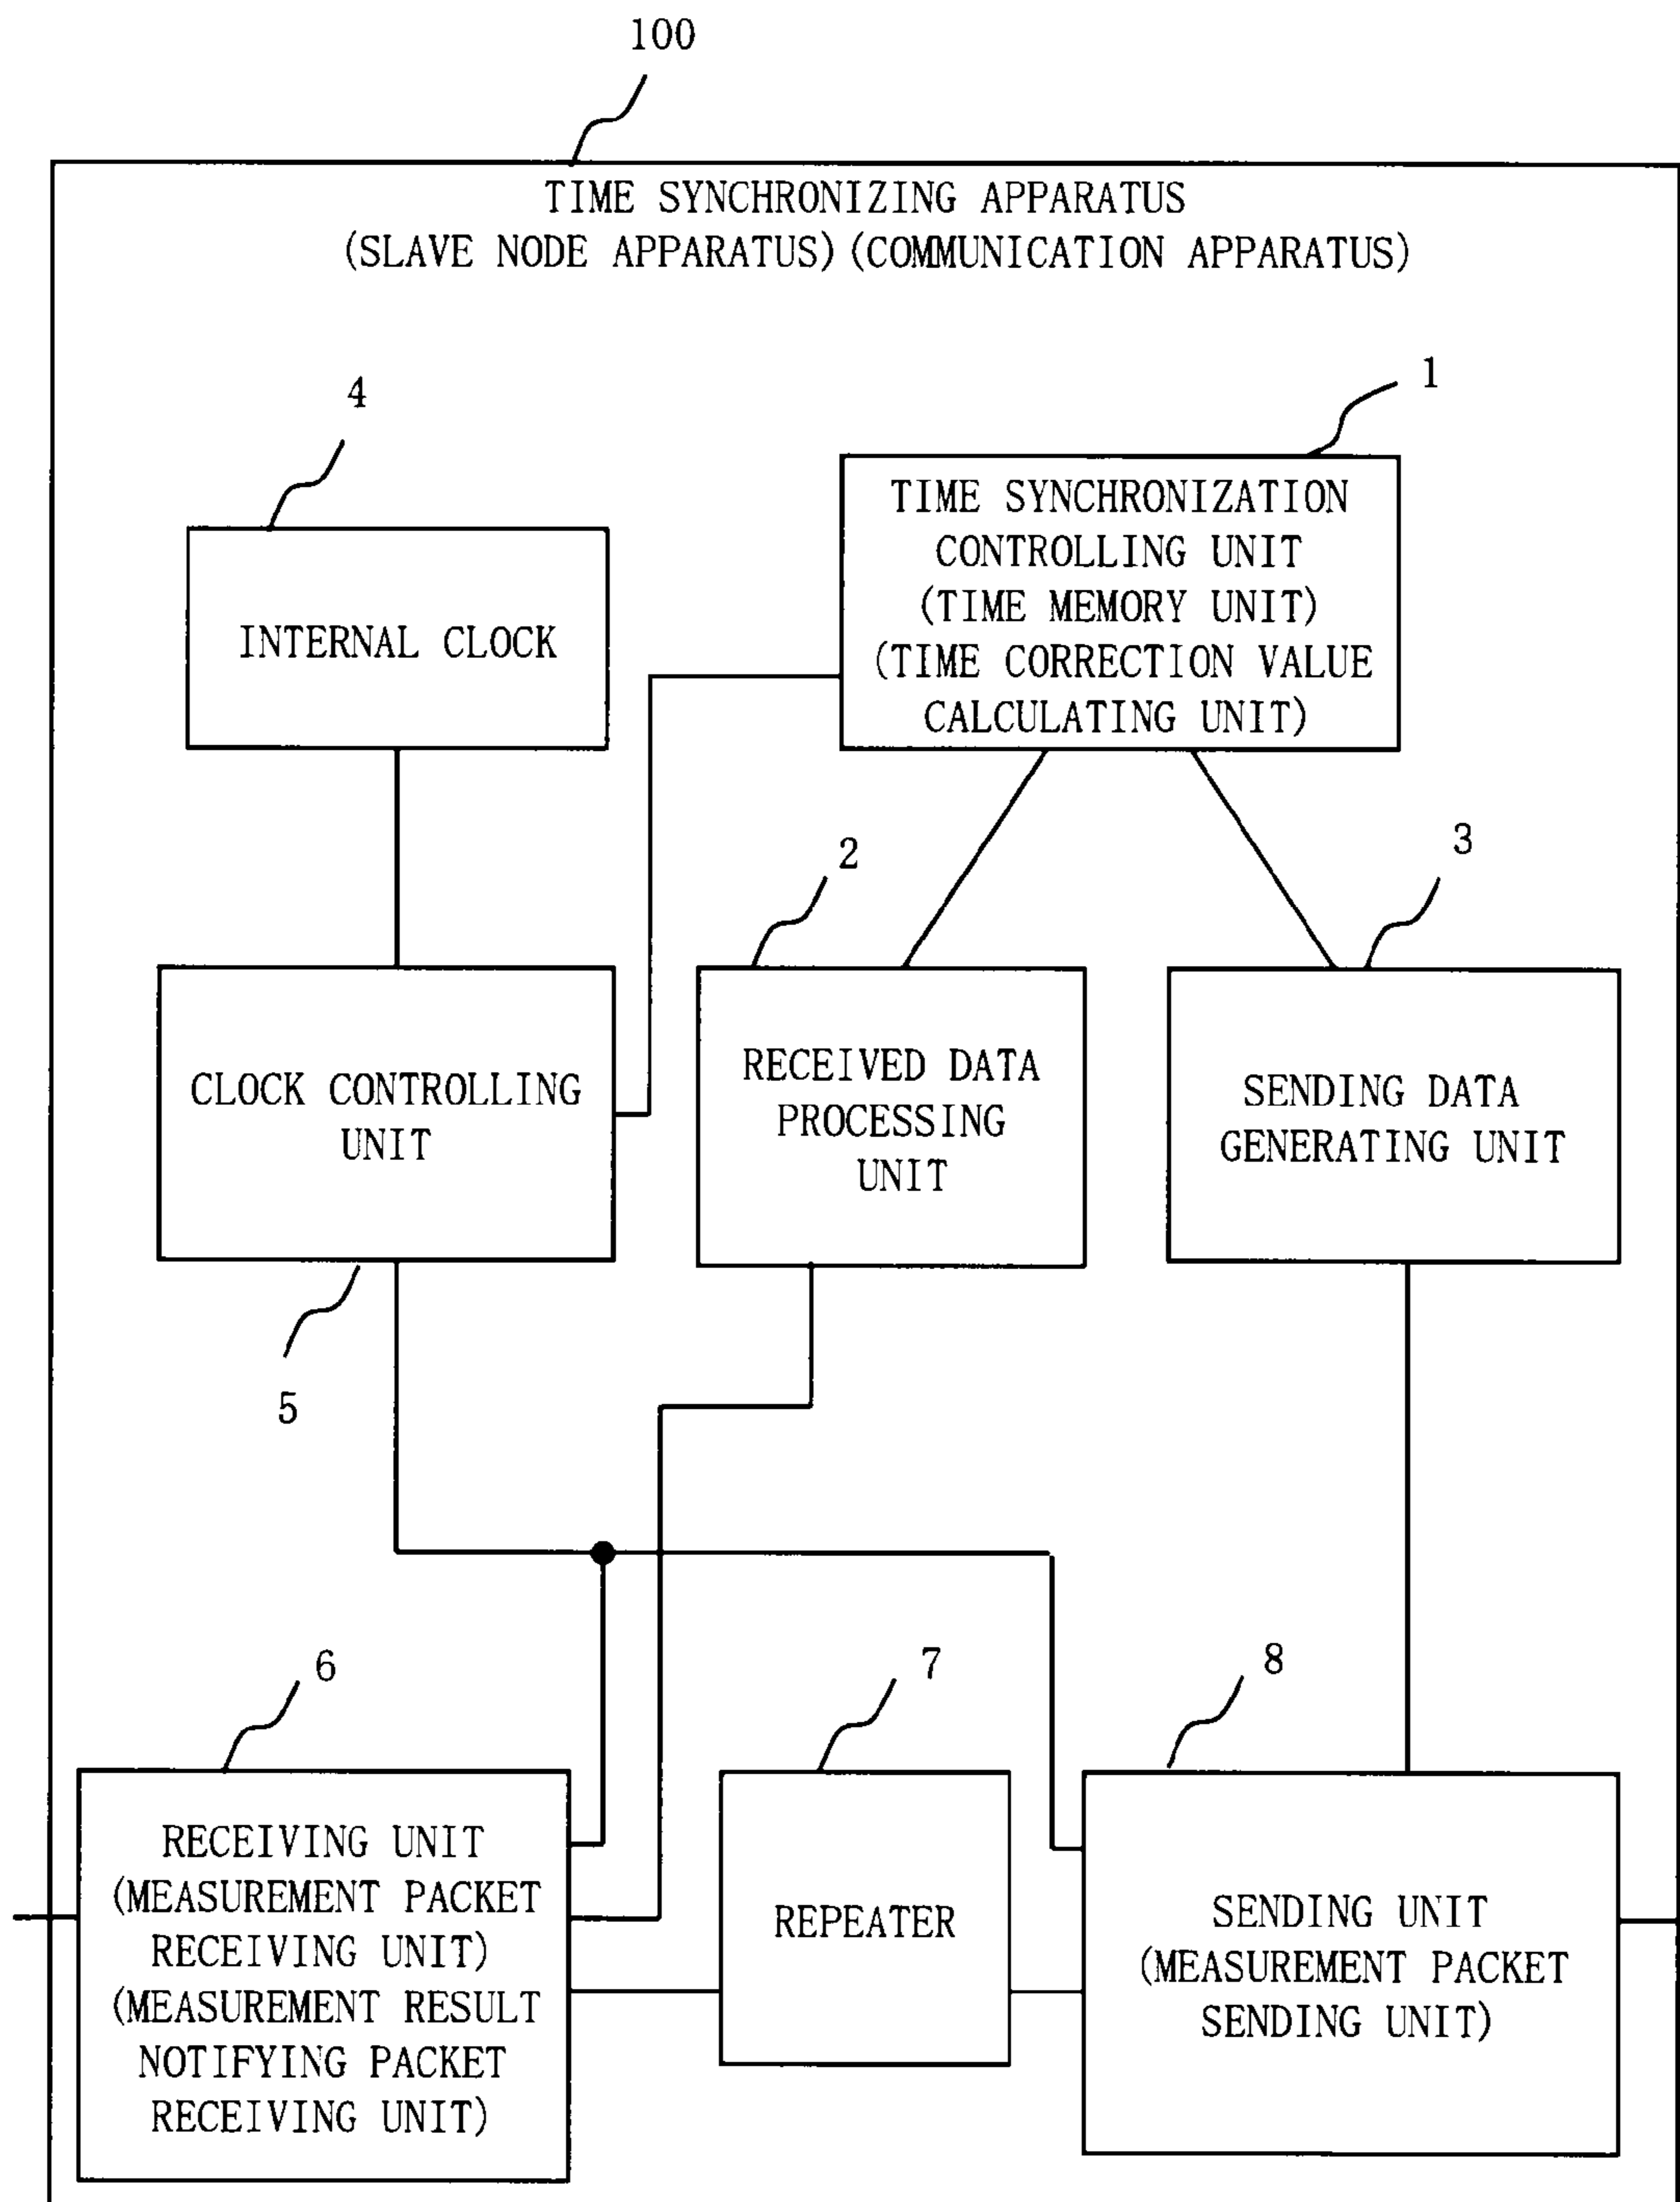 100
TIME SYNCHRONIZING APPARATUS
(SLAVE NODE APPARATUS) (COMMUNICATION APPARATUS)
4
1
INTERNAL CLOCK
TIME SYNCHRONIZATION
CONTROLLING UNIT
(TIME MEMORY UNIT)
(TIME CORRECTION VALUE
CALCULATING UNIT)
2
3
CLOCK CONTROLLING
UNIT
RECEIVED DATA
PROCESSING
UNIT
SENDING DATA
GENERATING UNIT
5
6
7
8
RECEIVING UNIT
(MEASUREMENT PACKET
RECEIVING UNIT)
(MEASUREMENT RESULT
NOTIFYING PACKET
RECEIVING UNIT)
REPEATER
SENDING UNIT
(MEASUREMENT PACKET
SENDING UNIT)